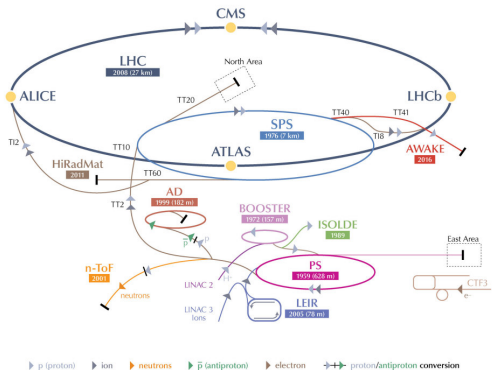 CMS
LHC
2008 (27 km)
North Area
ALICE
LHCb
TT20
TT40
TT41
SPS
1976 (7 km)
TI2
TT10
TI8
ATLAS
AWAKE
2016
HiRadMat
2011
TT60
AD
1999 (182 m)
TT2
BOOSTER
1972 (157 m)
ISOLDE
1989
p
p
East Area
n-ToF
2001
neutrons
LINAC 2
H⁺
PS
1959 (628 m)
CTF3
e⁻
LINAC 3
Ions
LEIR
2005 (78 m)
p (proton)
ion
neutrons
p̅ (antiproton)
electron
proton/antiproton conversion